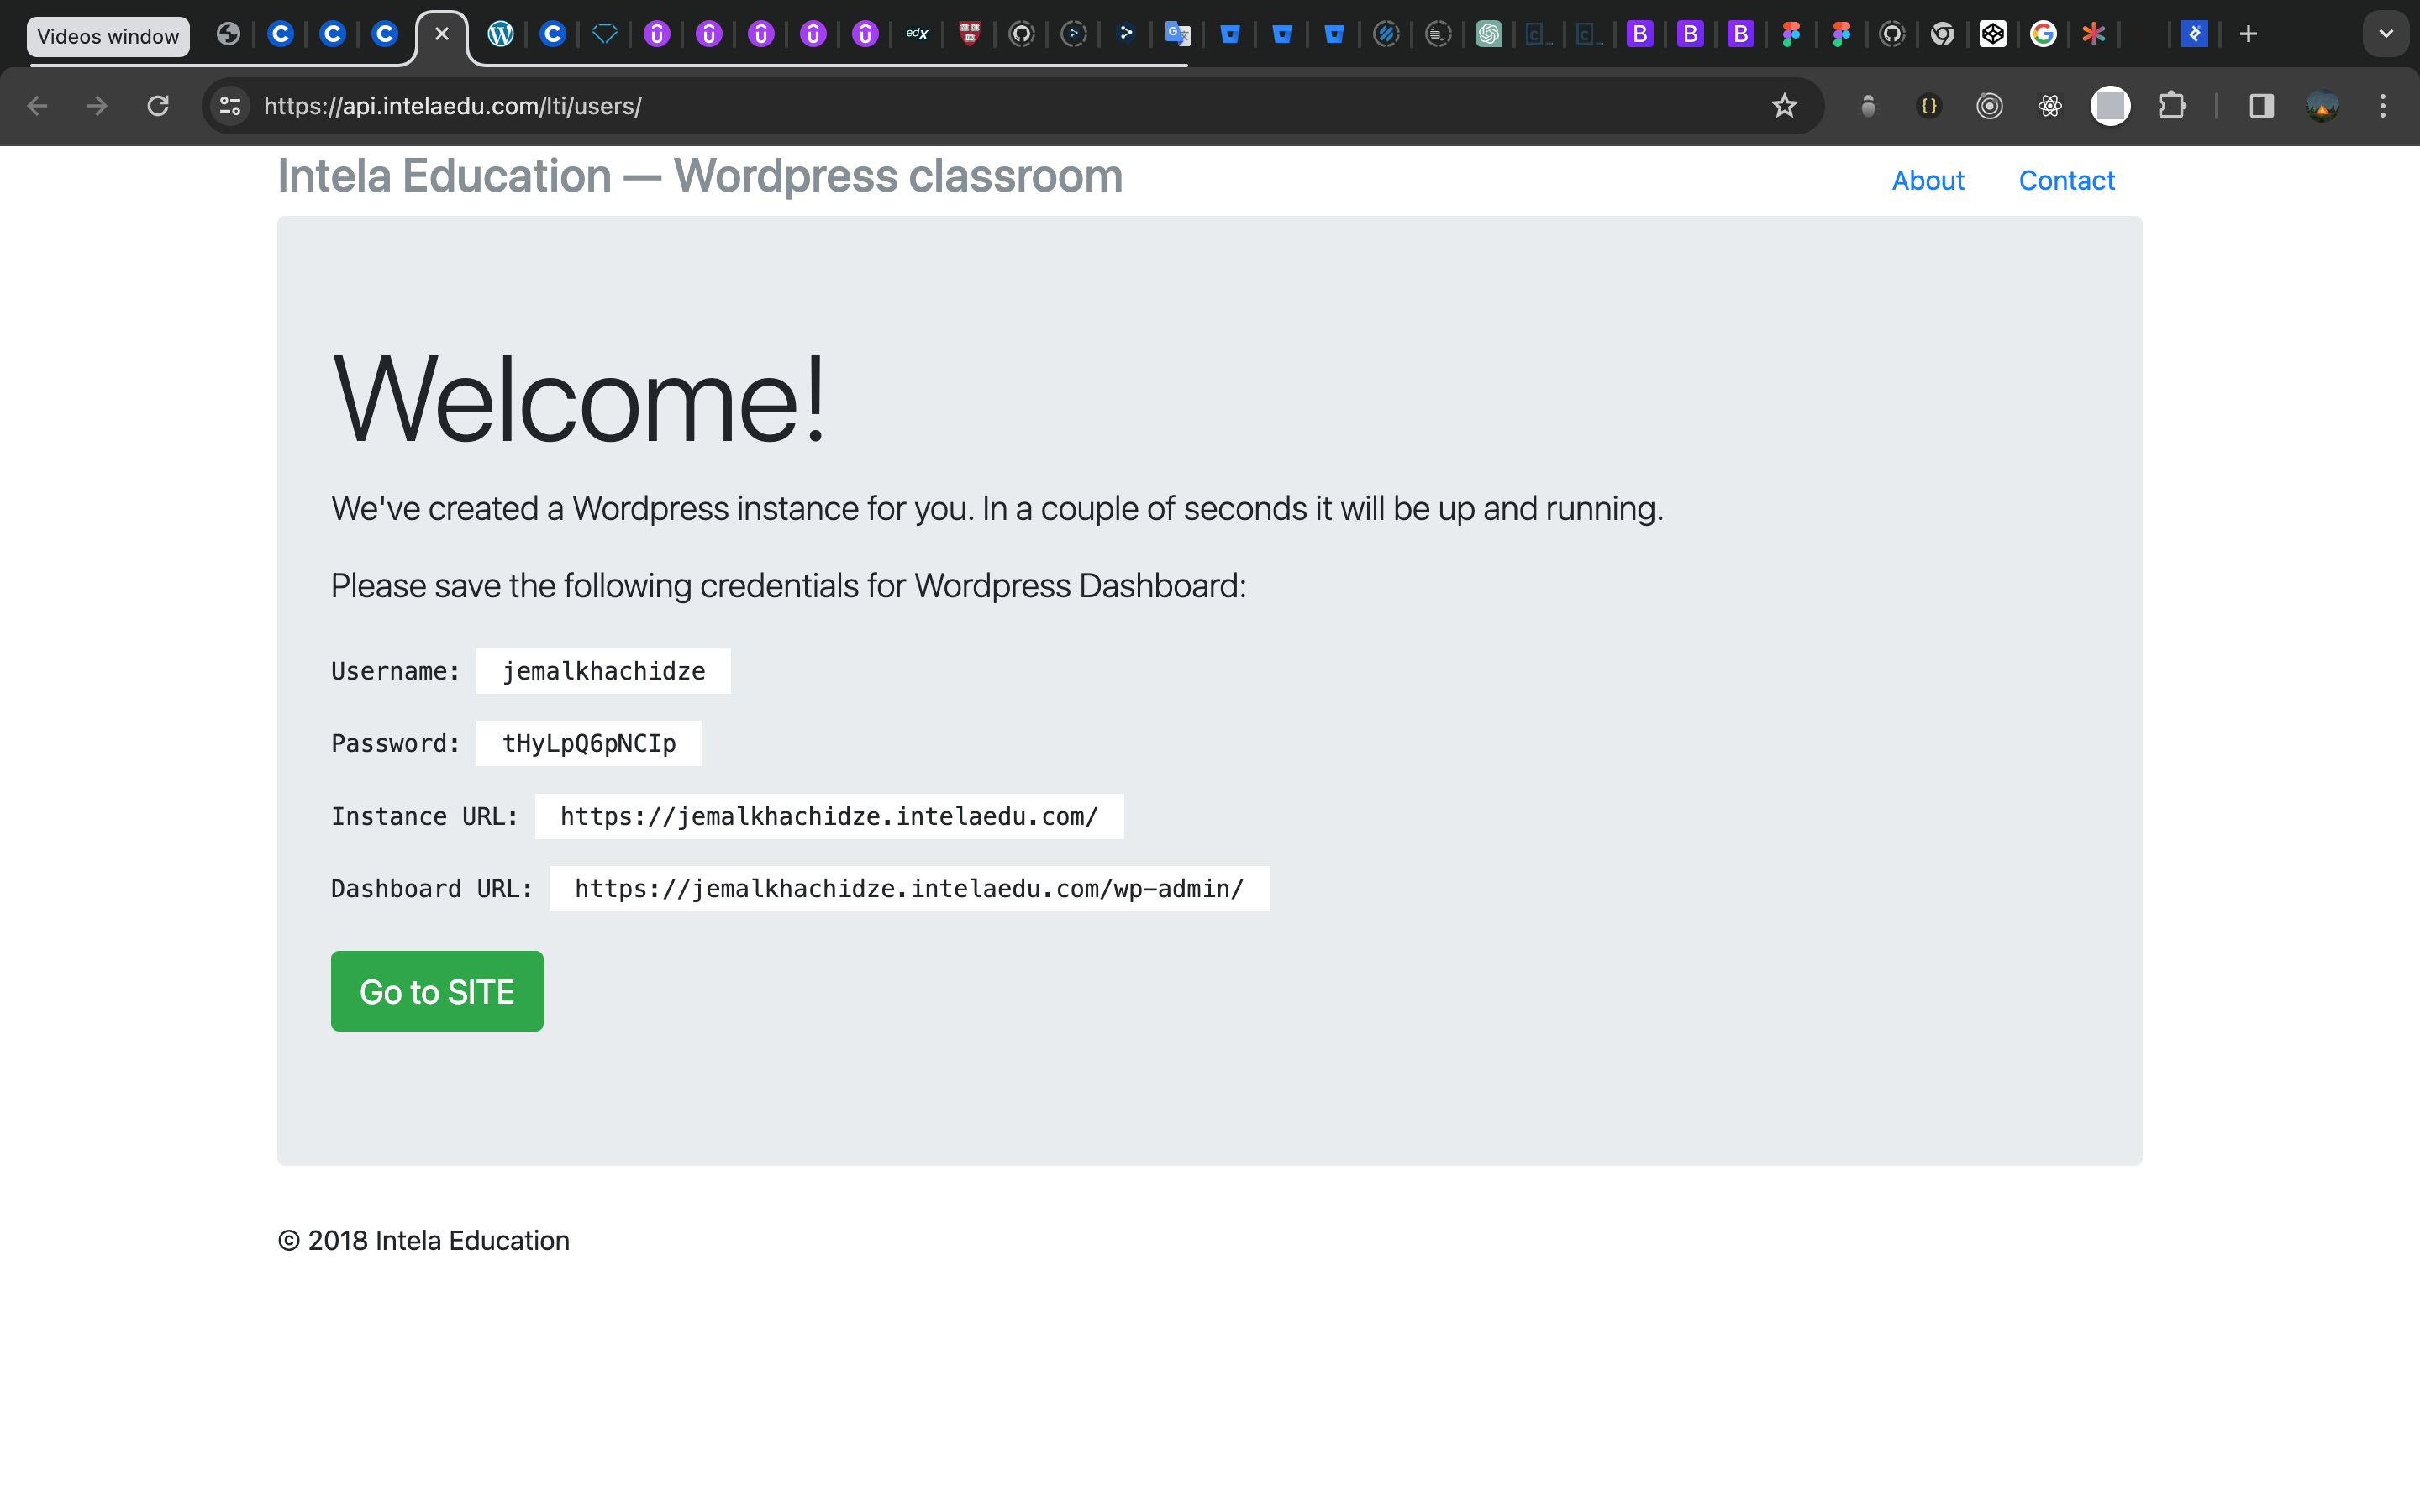 Videos window
https://api.intelaedu.com/lti/users/
Intela Education — Wordpress classroom
About
Contact
Welcome!
We've created a Wordpress instance for you. In a couple of seconds it will be up and running.
Please save the following credentials for Wordpress Dashboard:
Username: jemalkhachidze
Password: tHyLpQ6pNCIp
Instance URL: https://jemalkhachidze.intelaedu.com/
Dashboard URL: https://jemalkhachidze.intelaedu.com/wp-admin/
Go to SITE
© 2018 Intela Education